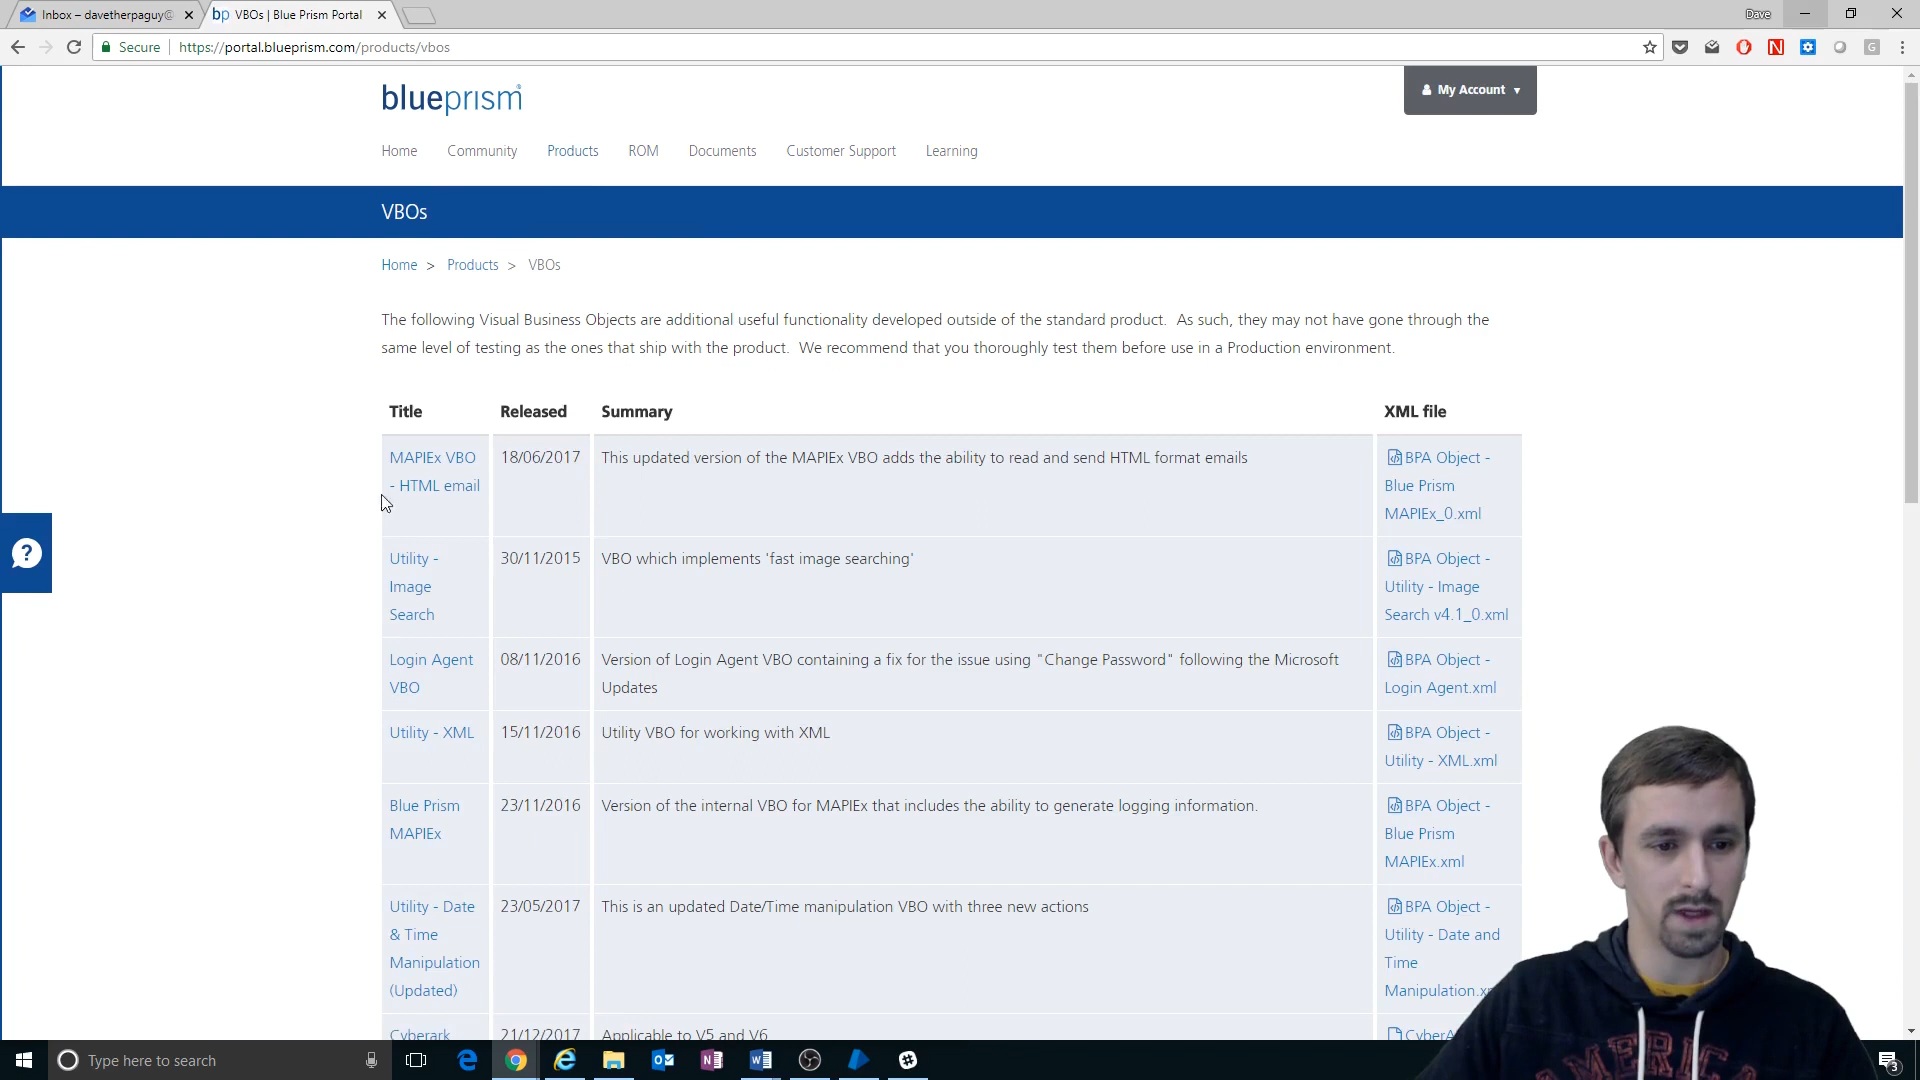 Inbox – davetherpaguy@
VBOs | Blue Prism Portal
Dave
Secure
https://portal.blueprism.com/products/vbos
blueprism
My Account
Home
Community
Products
ROM
Documents
Customer Support
Learning
VBOs
Home > Products > VBOs
The following Visual Business Objects are additional useful functionality developed outside of the standard product. As such, they may not have gone through the
same level of testing as the ones that ship with the product. We recommend that you thoroughly test them before use in a Production environment.
Title
Released
Summary
XML file
MAPIEx VBO
- HTML email
18/06/2017
This updated version of the MAPIEx VBO adds the ability to read and send HTML format emails
BPA Object -
Blue Prism
MAPIEx_0.xml
Utility -
Image
Search
30/11/2015
VBO which implements 'fast image searching'
BPA Object -
Utility - Image
Search v4.1_0.xml
Login Agent
VBO
08/11/2016
Version of Login Agent VBO containing a fix for the issue using "Change Password" following the Microsoft
Updates
BPA Object -
Login Agent.xml
Utility - XML
15/11/2016
Utility VBO for working with XML
BPA Object -
Utility - XML.xml
Blue Prism
MAPIEx
23/11/2016
Version of the internal VBO for MAPIEx that includes the ability to generate logging information.
BPA Object -
Blue Prism
MAPIEx.xml
Utility - Date
& Time
Manipulation
(Updated)
23/05/2017
This is an updated Date/Time manipulation VBO with three new actions
BPA Object -
Utility - Date and
Time
Manipulation.x
Cyberark
21/12/2017
Applicable to V5 and V6
CyberA
AMERICA
Type here to search
3